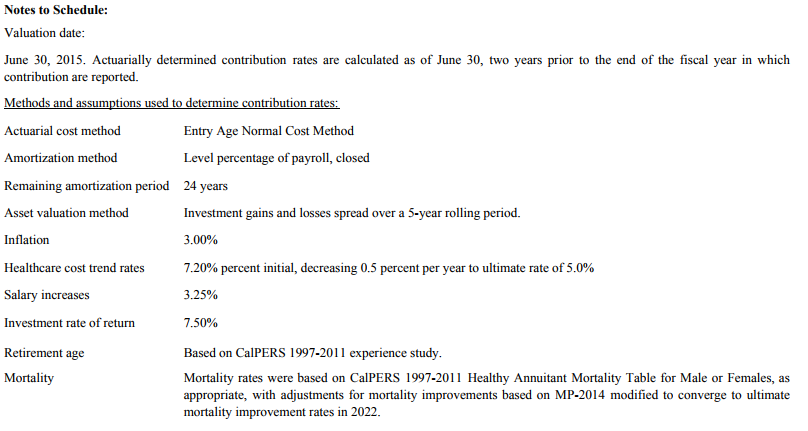 Notes to Schedule:
Valuation date:
June 30, 2015. Actuarially determined contribution rates are calculated as of June 30, two years prior to the end of the fiscal year in which
contribution are reported.
Methods and assumptions used to determine contribution rates:
Actuarial cost method Entry Age Normal Cost Method
Amortization method Level percentage of payroll, closed
Remaining amortization period 24 years
Asset valuation method Investment gains and losses spread over a 5-year rolling period.
Inflation 3.00%
Healthcare cost trend rates 7.20% percent initial, decreasing 0.5 percent per year to ultimate rate of 5.0%
Salary increases 3.25%
Investment rate of return 7.50%
Retirement age Based on CalPERS 1997-2011 experience study.
Mortality Mortality rates were based on CalPERS 1997-2011 Healthy Annuitant Mortality Table for Male or Females, as
appropriate, with adjustments for mortality improvements based on MP-2014 modified to converge to ultimate
mortality improvement rates in 2022.